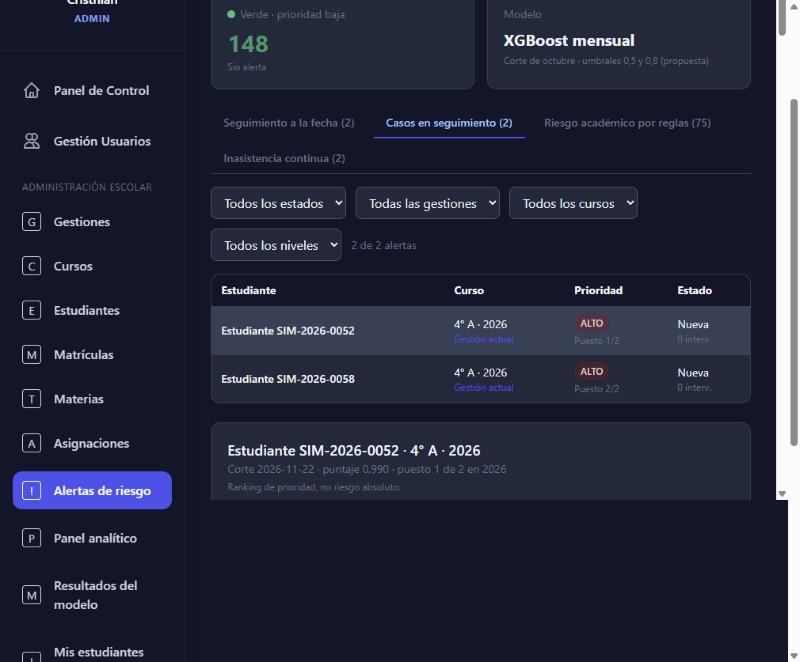 Cristhian
ADMIN
Panel de Control
Gestión Usuarios
ADMINISTRACIÓN ESCOLAR
G Gestiones
C Cursos
E Estudiantes
M Matrículas
T Materias
A Asignaciones
! Alertas de riesgo
P Panel analítico
M Resultados del
modelo
Mis estudiantes
Verde · prioridad baja
148
Sin alerta
Modelo
XGBoost mensual
Corte de octubre · umbrales 0,5 y 0,8 (propuesta)
Seguimiento a la fecha (2)
Casos en seguimiento (2)
Riesgo académico por reglas (75)
Inasistencia continua (2)
Todos los estados
Todas las gestiones
Todos los cursos
Todos los niveles
2 de 2 alertas
Estudiante Curso Prioridad Estado
Estudiante SIM-2026-0052 4° A · 2026 ALTO Nueva
Gestión actual Puesto 1/2 0 interv.
Estudiante SIM-2026-0058 4° A · 2026 ALTO Nueva
Gestión actual Puesto 2/2 0 interv.
Estudiante SIM-2026-0052 · 4° A · 2026
Corte 2026-11-22 · puntaje 0,990 · puesto 1 de 2 en 2026
Ranking de prioridad, no riesgo absoluto.